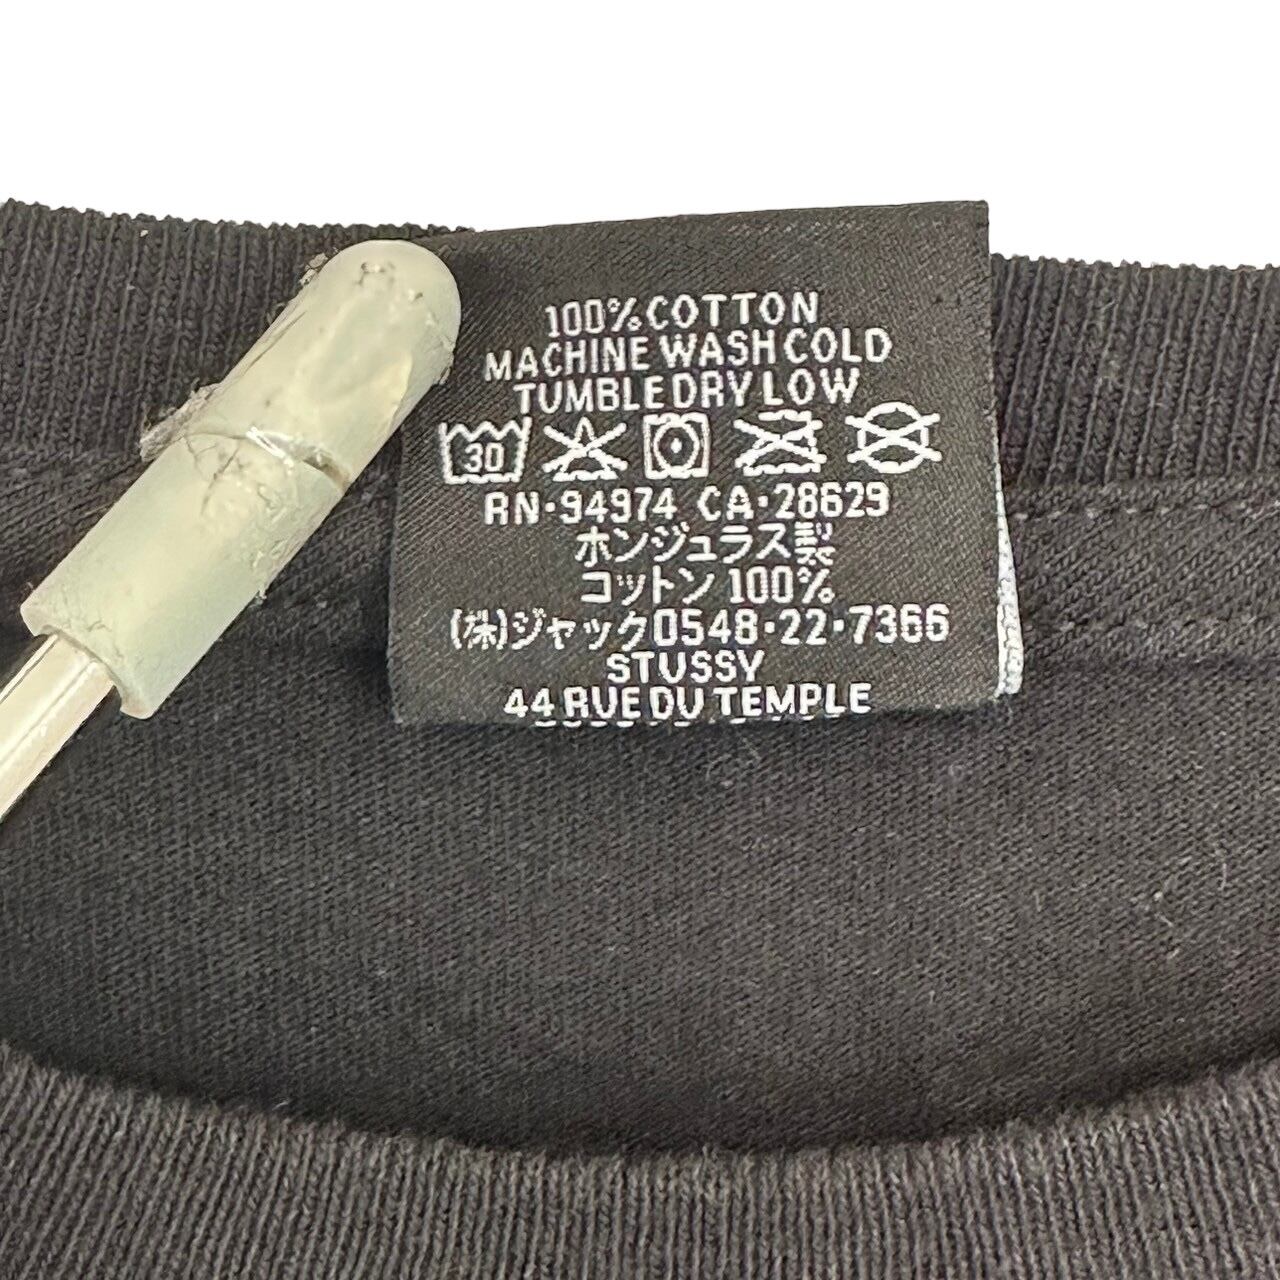 100% COTTON
MACHINE WASH COLD
TUMBLE DRY LOW
30
RN·94974 CA·28629
ホンジュラス製
コットン 100%
(株)ジャック0548·22·7366
STUSSY
44 RUE DU TEMPLE